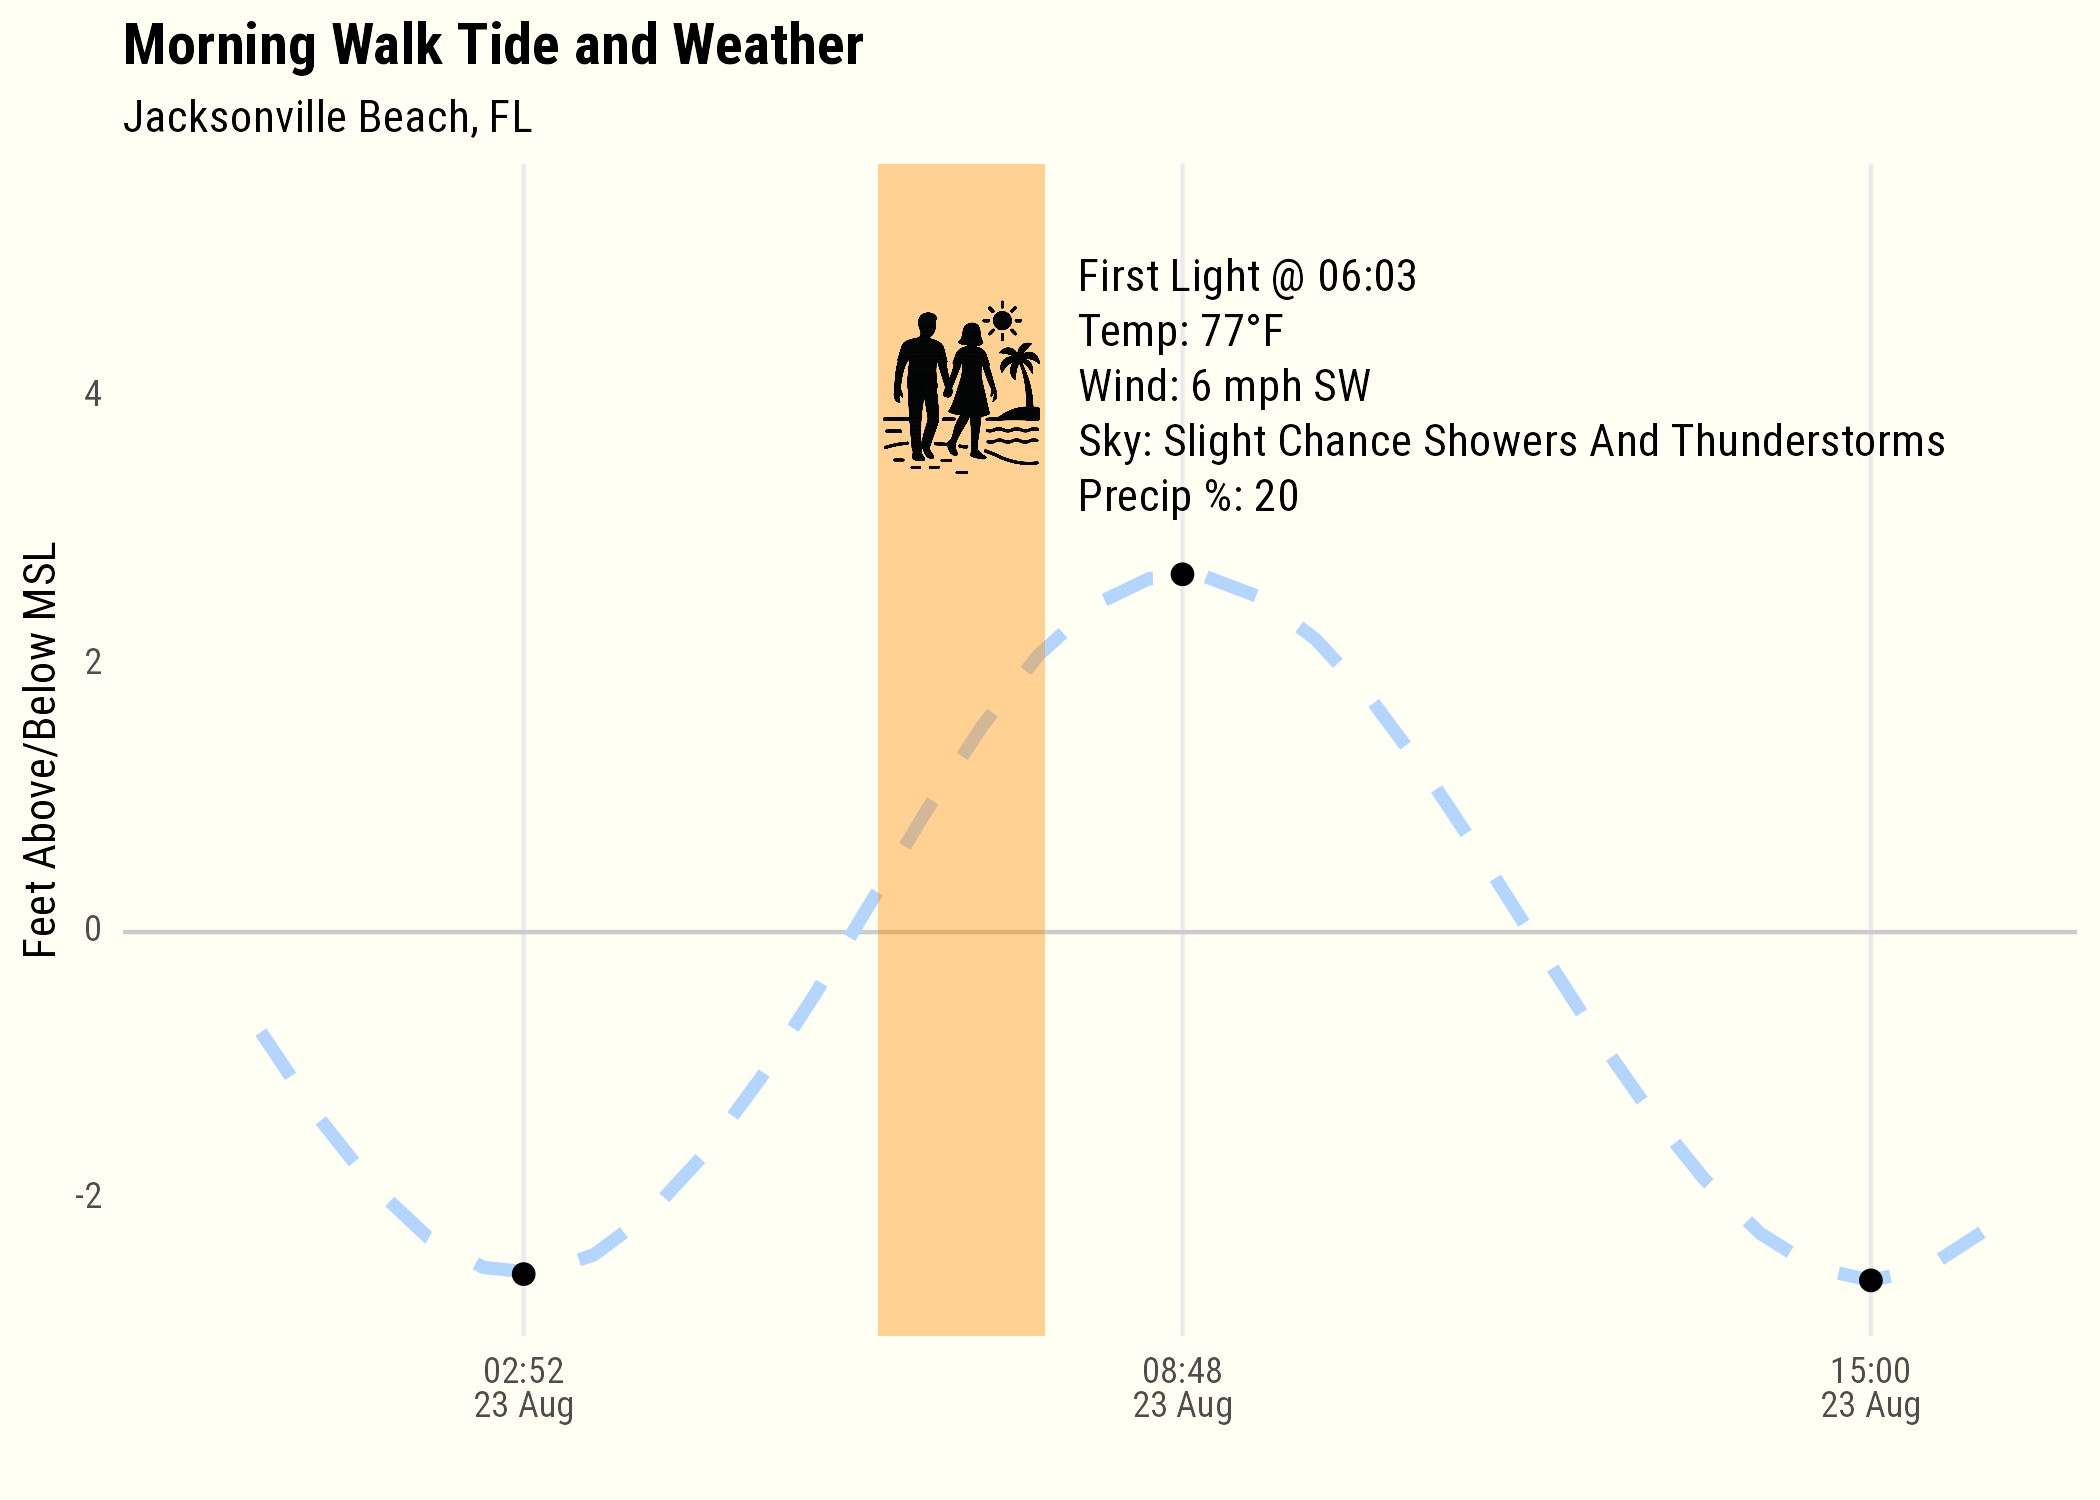 Morning Walk Tide and Weather
Jacksonville Beach, FL
First Light @ 06:03
Temp: 77°F
Wind: 6 mph SW
Sky: Slight Chance Showers And Thunderstorms
Precip %: 20
Feet Above/Below MSL
4
2
0
-2
02:52
23 Aug
08:48
23 Aug
15:00
23 Aug